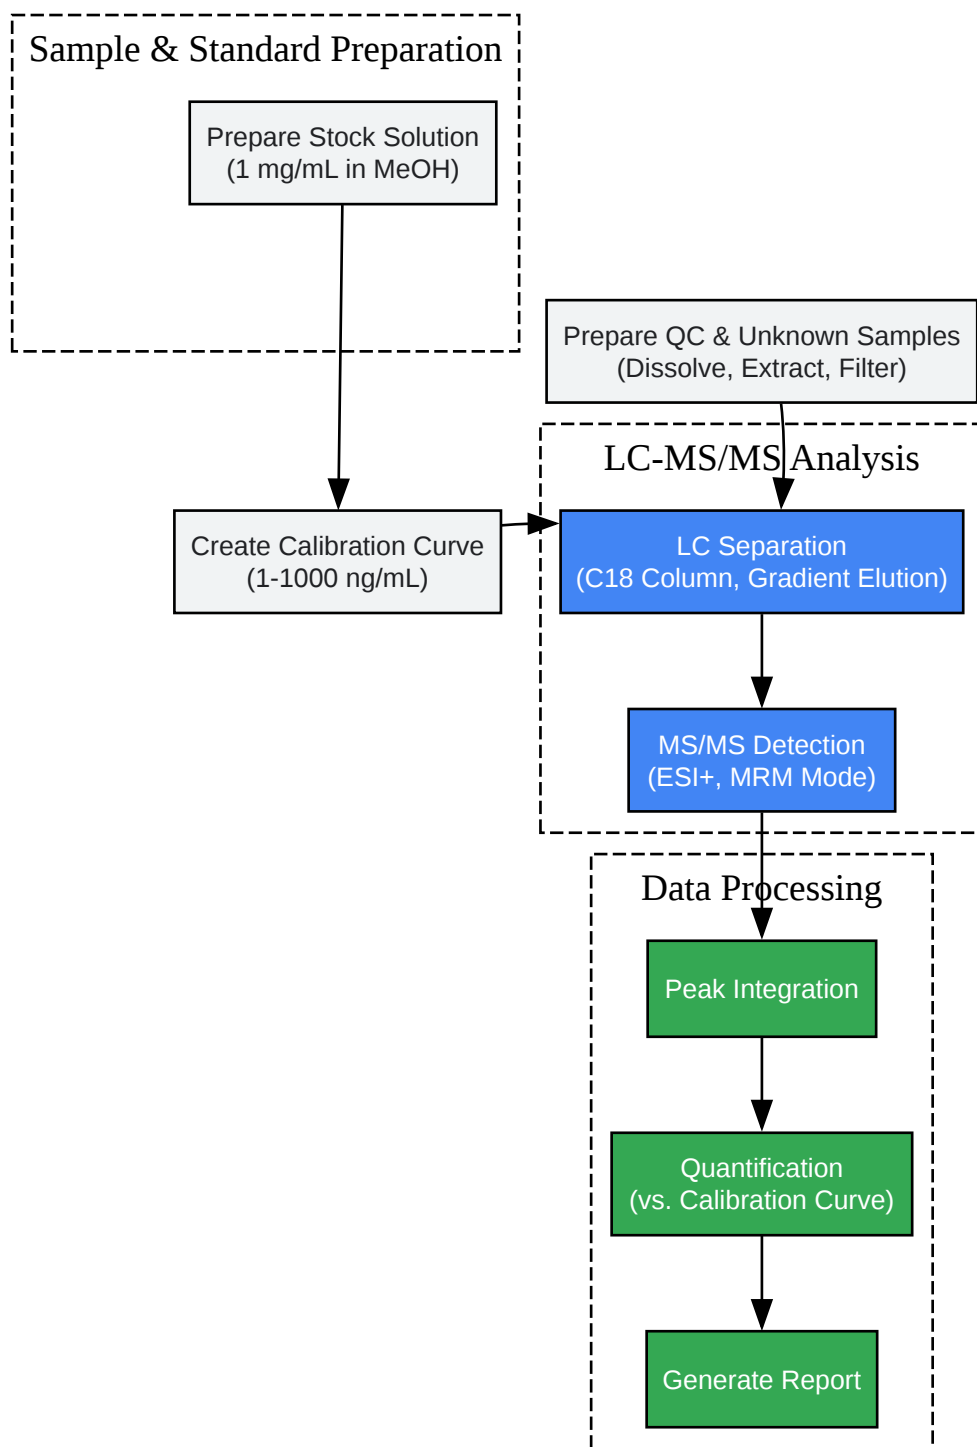 Sample & Standard Preparation
Prepare Stock Solution
(1 mg/mL in MeOH)
Prepare QC & Unknown Samples
(Dissolve, Extract, Filter)
LC-MS/MS Analysis
Create Calibration Curve
(1-1000 ng/mL)
LC Separation
(C18 Column, Gradient Elution)
MS/MS Detection
(ESI+, MRM Mode)
Data Processing
Peak Integration
Quantification
(vs. Calibration Curve)
Generate Report